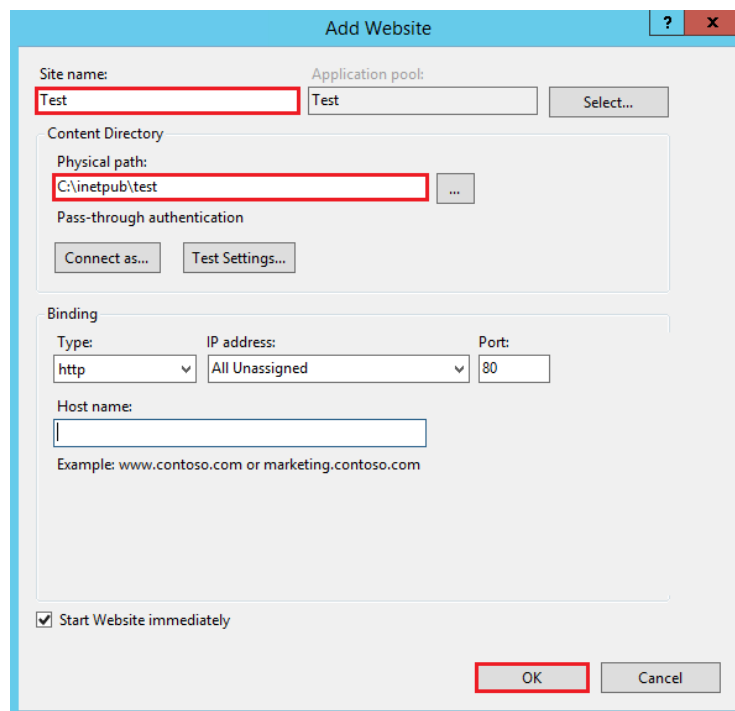 Add Website
?
x
Site name:
Application pool:
Test
Test
Select...
Content Directory
Physical path:
C:\inetpub\test
...
Pass-through authentication
Connect as...
Test Settings...
Binding
Type:
IP address:
Port:
http
All Unassigned
80
Host name:
Example: www.contoso.com or marketing.contoso.com
Start Website immediately
OK
Cancel